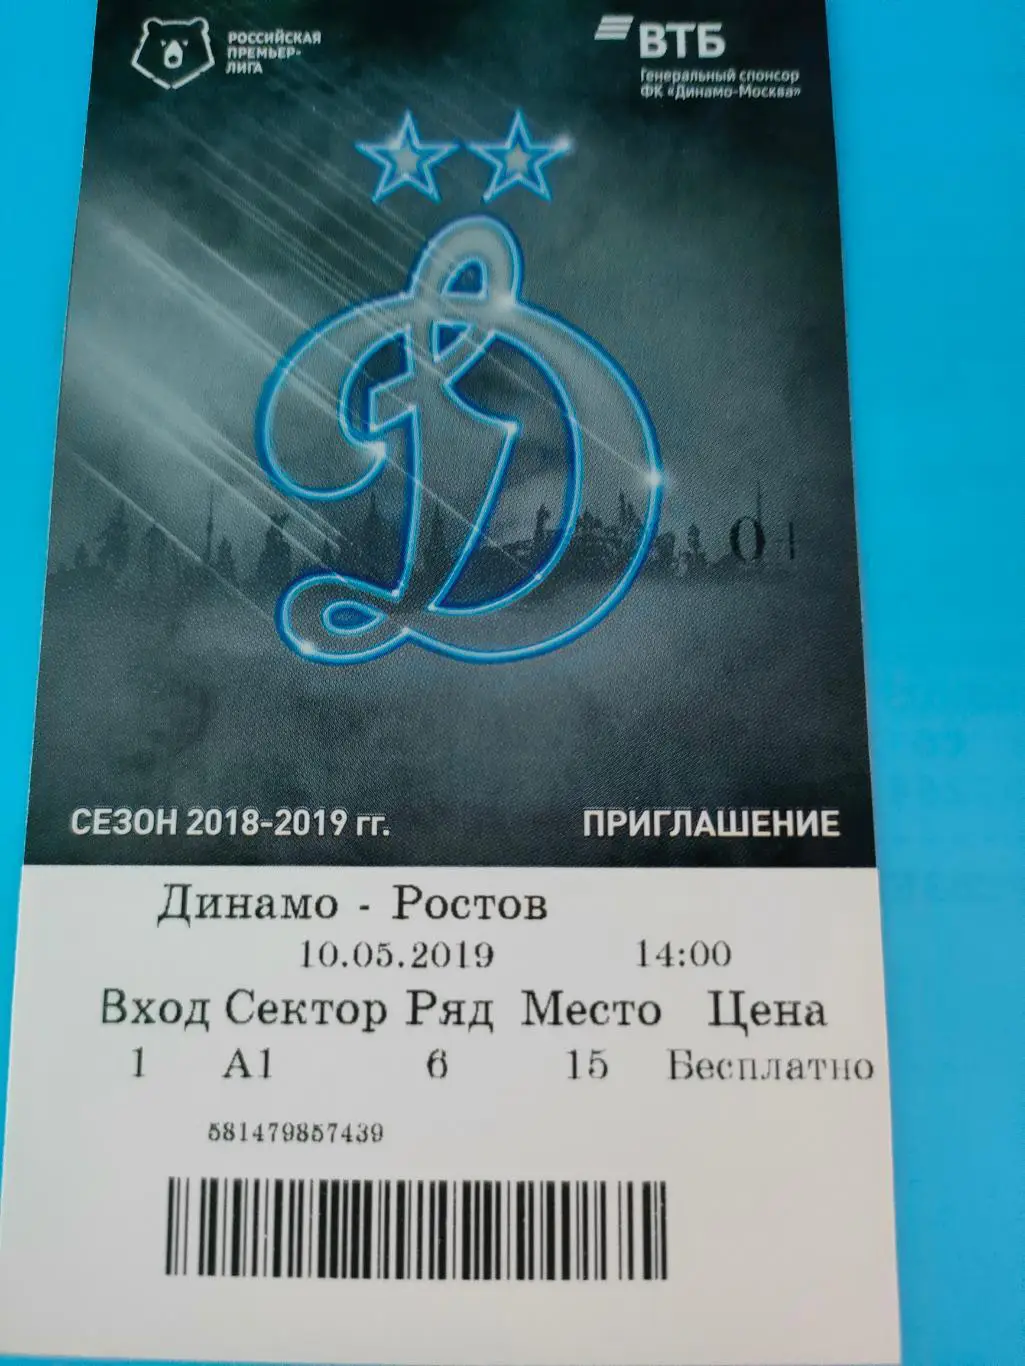 РОССИЙСКАЯ
ПРЕМЬЕР-
ЛИГА
ВТБ
Генеральный спонсор
ФК «Динамо-Москва»
0+
СЕЗОН 2018-2019 гг.
ПРИГЛАШЕНИЕ
Динамо - Ростов
10.05.2019 14:00
Вход Сектор Ряд Место Цена
1 А1 6 15 Бесплатно
581479857439